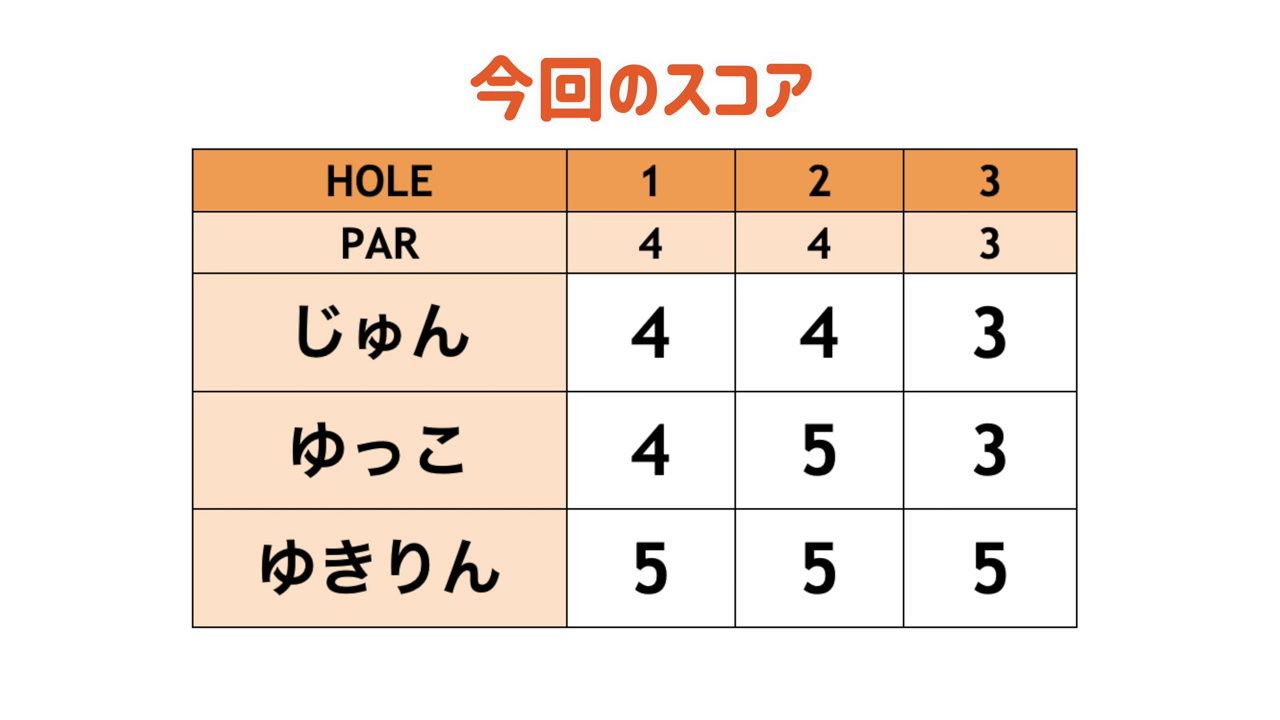 今回のスコア
HOLE 1 2 3
PAR 4 4 3
じゅん 4 4 3
ゆっこ 4 5 3
ゆきりん 5 5 5